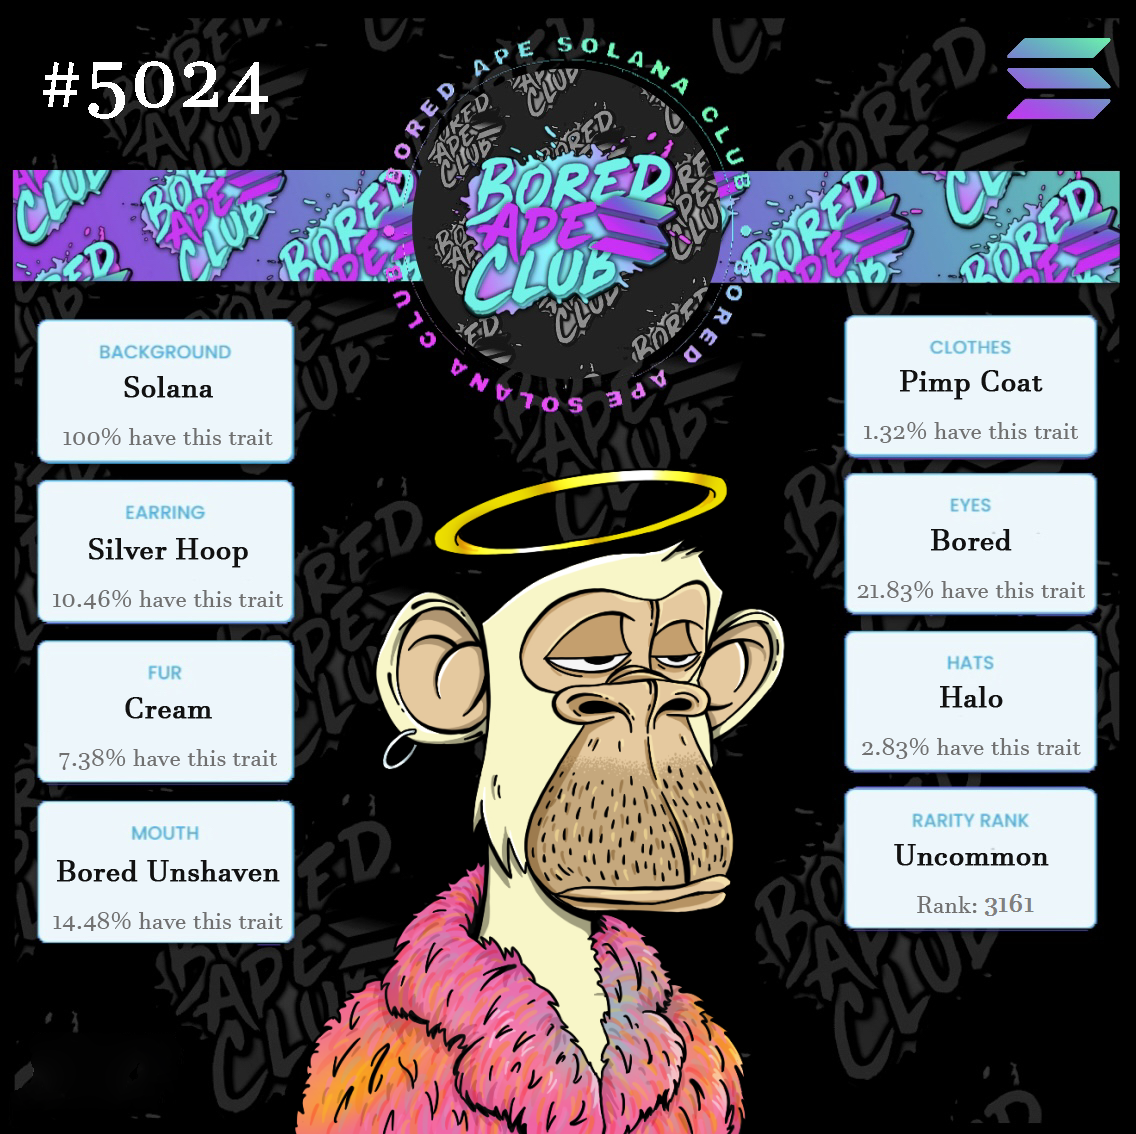 #5024
BORED APE SOLANA CLUB
BORED
APE
CLUB
BORED APE SOLANA CLUB
BACKGROUND
Solana
100% have this trait
EARRING
Silver Hoop
10.46% have this trait
FUR
Cream
7.38% have this trait
MOUTH
Bored Unshaven
14.48% have this trait
CLOTHES
Pimp Coat
1.32% have this trait
EYES
Bored
21.83% have this trait
HATS
Halo
2.83% have this trait
RARITY RANK
Uncommon
Rank: 3161